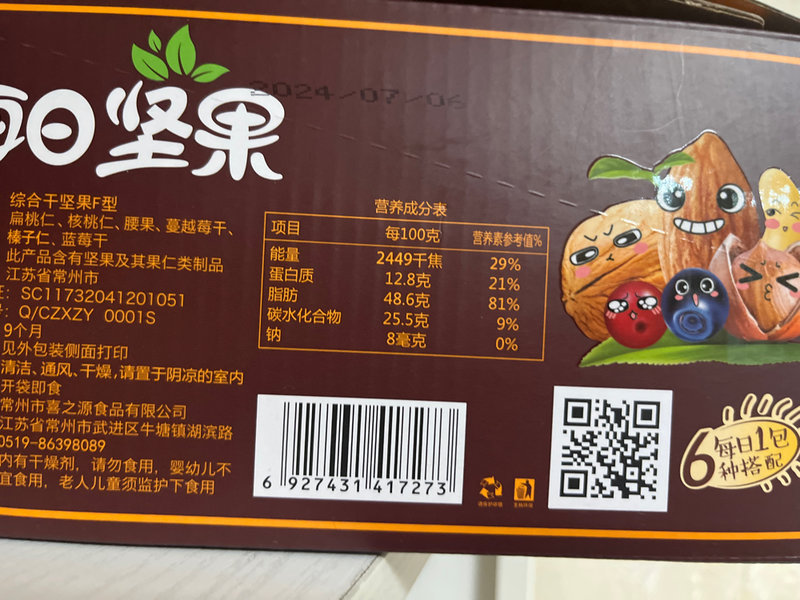 每日坚果
2024/07/06
综合干坚果F型
扁桃仁、核桃仁、腰果、蔓越莓干、
榛子仁、蓝莓干
此产品含有坚果及其果仁类制品
江苏省常州市
: SC11732041201051
: Q/CZXZY 0001S
9个月
见外包装侧面打印
清洁、通风、干燥,请置于阴凉的室内
开袋即食
常州市喜之源食品有限公司
江苏省常州市武进区牛塘镇湖滨路
0519-86398089
内有干燥剂,请勿食用,婴幼儿不
宜食用,老人儿童须监护下食用
营养成分表
项目 每100克 营养素参考值%
能量 2449千焦 29%
蛋白质 12.8克 21%
脂肪 48.6克 81%
碳水化合物 25.5克 9%
钠 8毫克 0%
6 927431 417273
6种搭配
每日1包